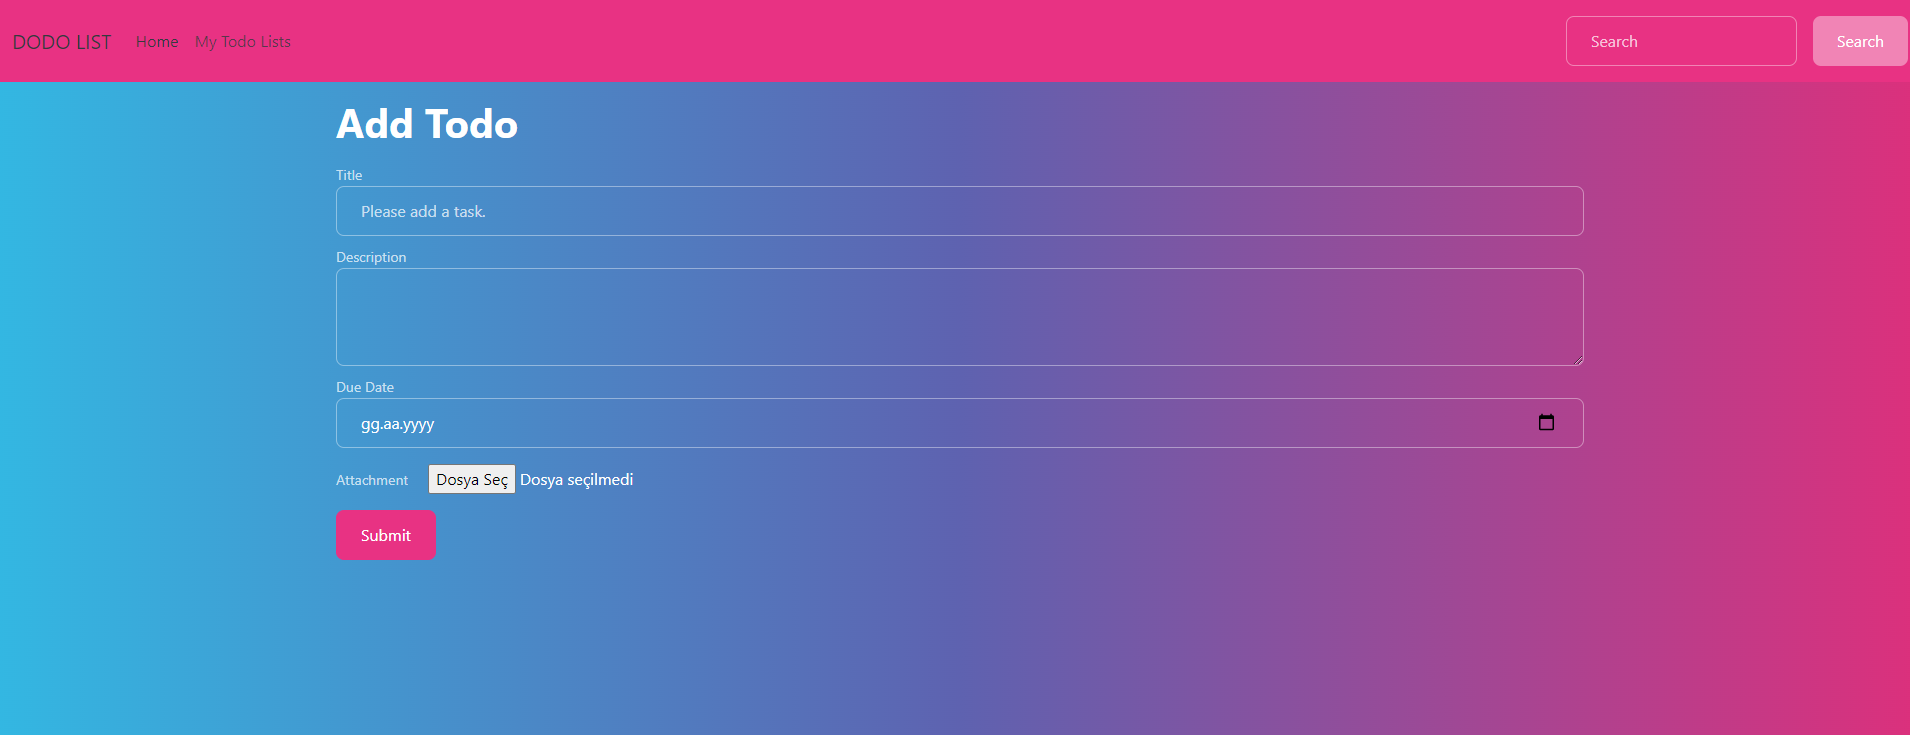 DODO LIST Home My Todo Lists Search Search
Add Todo
Title
Please add a task.
Description
Due Date
gg.aa.yyyy
Attachment Dosya Seç Dosya seçilmedi
Submit